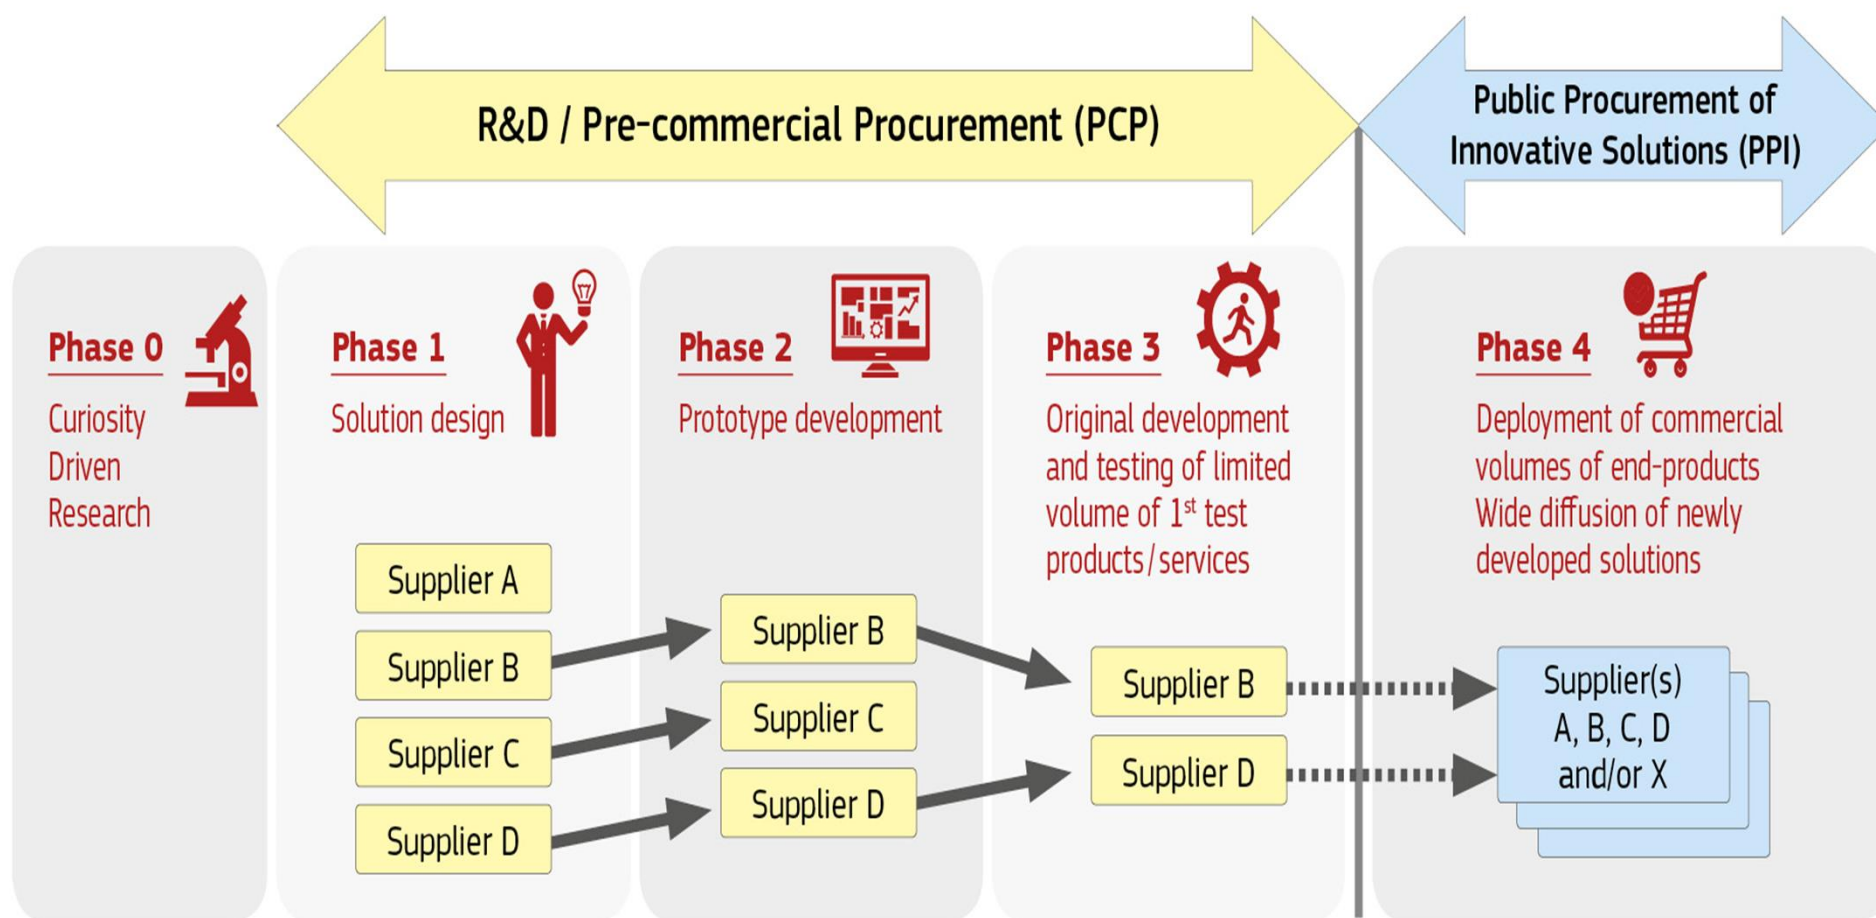 R&D / Pre-commercial Procurement (PCP)
Public Procurement of
Innovative Solutions (PPI)
Phase 0
Curiosity
Driven
Research
Phase 1
Solution design
Supplier A
Supplier B
Supplier C
Supplier D
Phase 2
Prototype development
Supplier B
Supplier C
Supplier D
Phase 3
Original development
and testing of limited
volume of 1st test
products/services
Supplier B
Supplier D
Phase 4
Deployment of commercial
volumes of end-products
Wide diffusion of newly
developed solutions
Supplier(s)
A, B, C, D
and/or X